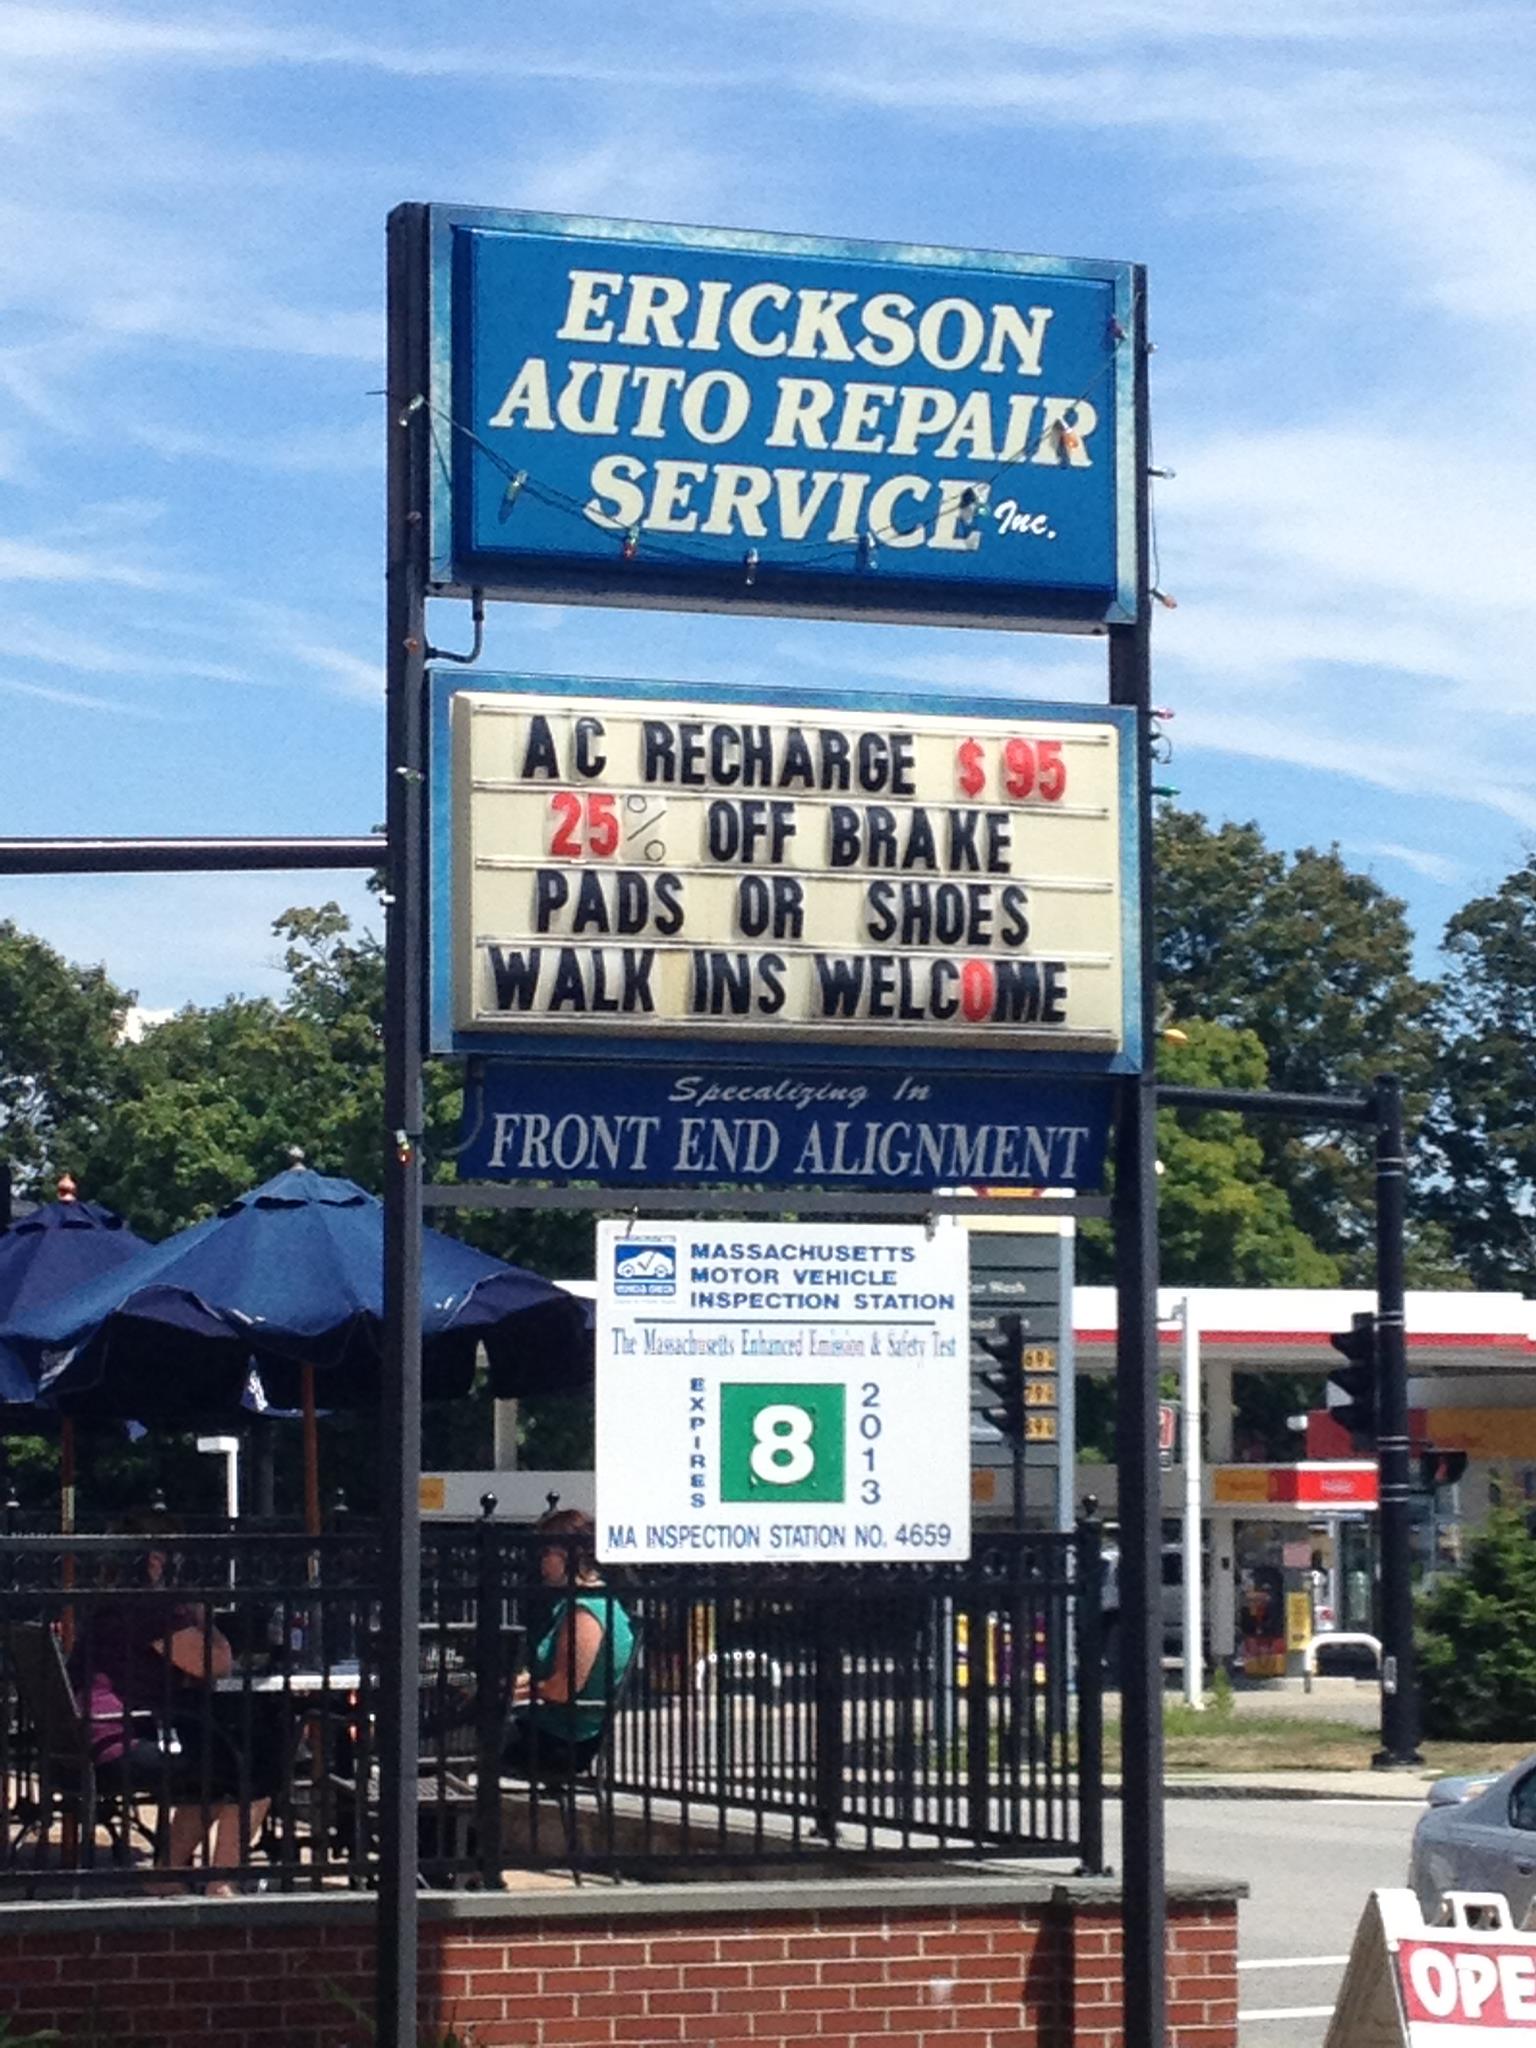 ERICKSON
AUTO REPAIR
SERVICE Inc.
AC RECHARGE $95
25% OFF BRAKE
PADS OR SHOES
WALK INS WELCOME
Specalizing In
FRONT END ALIGNMENT
MASSACHUSETTS
MOTOR VEHICLE
INSPECTION STATION
The Massachusetts Enhanced Emission & Safety Test
EXPIRES
8
2013
MA INSPECTION STATION NO. 4659
OPE